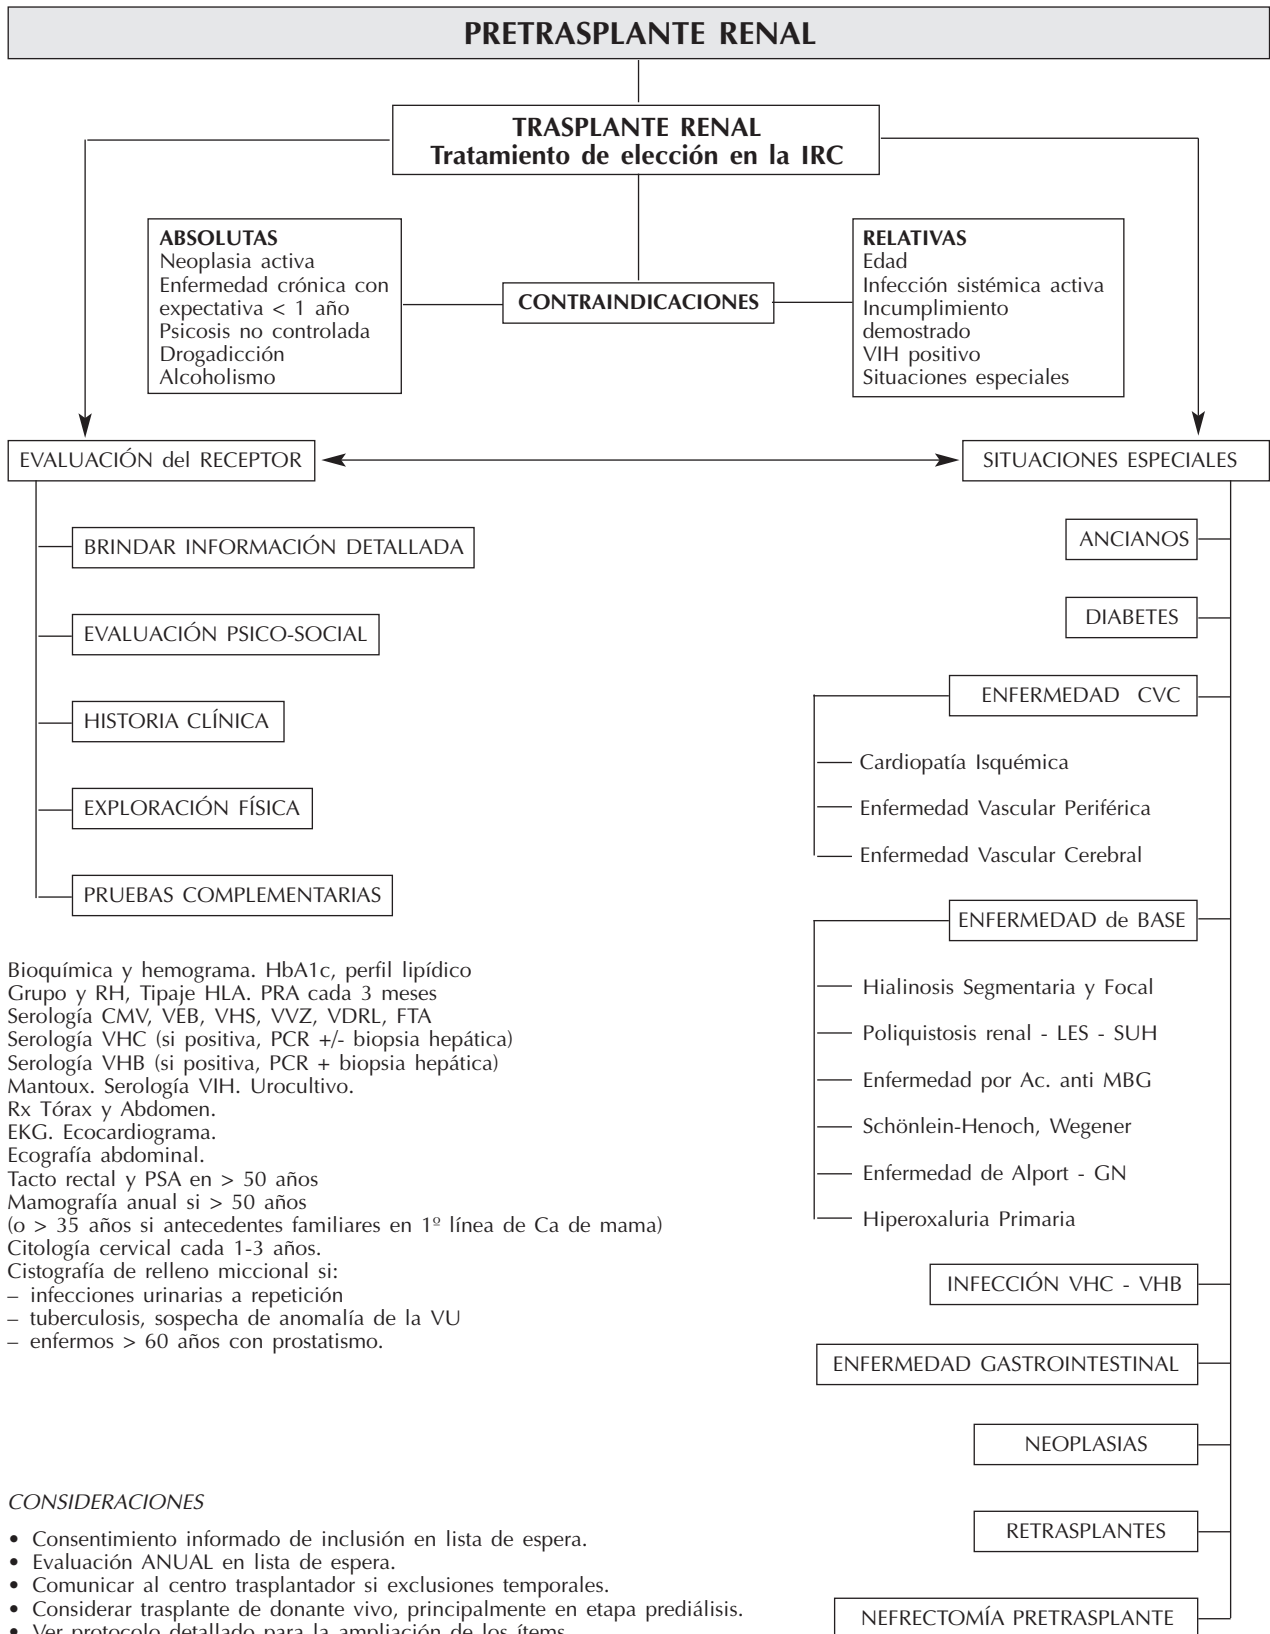 PRETRASPLANTE RENAL
TRASPLANTE RENAL
Tratamiento de elección en la IRC
ABSOLUTAS
Neoplasia activa
Enfermedad crónica con
expectativa < 1 año
Psicosis no controlada
Drogadicción
Alcoholismo
CONTRAINDICACIONES
RELATIVAS
Edad
Infección sistémica activa
Incumplimiento
demostrado
VIH positivo
Situaciones especiales
EVALUACIÓN del RECEPTOR
BRINDAR INFORMACIÓN DETALLADA
EVALUACIÓN PSICO-SOCIAL
HISTORIA CLÍNICA
EXPLORACIÓN FÍSICA
PRUEBAS COMPLEMENTARIAS
Bioquímica y hemograma. HbA1c, perfil lipídico
Grupo y RH, Tipaje HLA. PRA cada 3 meses
Serología CMV, VEB, VHS, VVZ, VDRL, FTA
Serología VHC (si positiva, PCR +/- biopsia hepática)
Serología VHB (si positiva, PCR + biopsia hepática)
Mantoux. Serología VIH. Urocultivo.
Rx Tórax y Abdomen.
EKG. Ecocardiograma.
Ecografía abdominal.
Tacto rectal y PSA en > 50 años
Mamografía anual si > 50 años
(o > 35 años si antecedentes familiares en 1º línea de Ca de mama)
Citología cervical cada 1-3 años.
Cistografía de relleno miccional si:
– infecciones urinarias a repetición
– tuberculosis, sospecha de anomalía de la VU
– enfermos > 60 años con prostatismo.
CONSIDERACIONES
• Consentimiento informado de inclusión en lista de espera.
• Evaluación ANUAL en lista de espera.
• Comunicar al centro trasplantador si exclusiones temporales.
• Considerar trasplante de donante vivo, principalmente en etapa prediálisis.
• Ver protocolo detallado para la ampliación de los ítems.
SITUACIONES ESPECIALES
ANCIANOS
DIABETES
ENFERMEDAD CVC
Cardiopatía Isquémica
Enfermedad Vascular Periférica
Enfermedad Vascular Cerebral
ENFERMEDAD de BASE
Hialinosis Segmentaria y Focal
Poliquistosis renal - LES - SUH
Enfermedad por Ac. anti MBG
Schönlein-Henoch, Wegener
Enfermedad de Alport - GN
Hiperoxaluria Primaria
INFECCIÓN VHC - VHB
ENFERMEDAD GASTROINTESTINAL
NEOPLASIAS
RETRASPLANTES
NEFRECTOMÍA PRETRASPLANTE